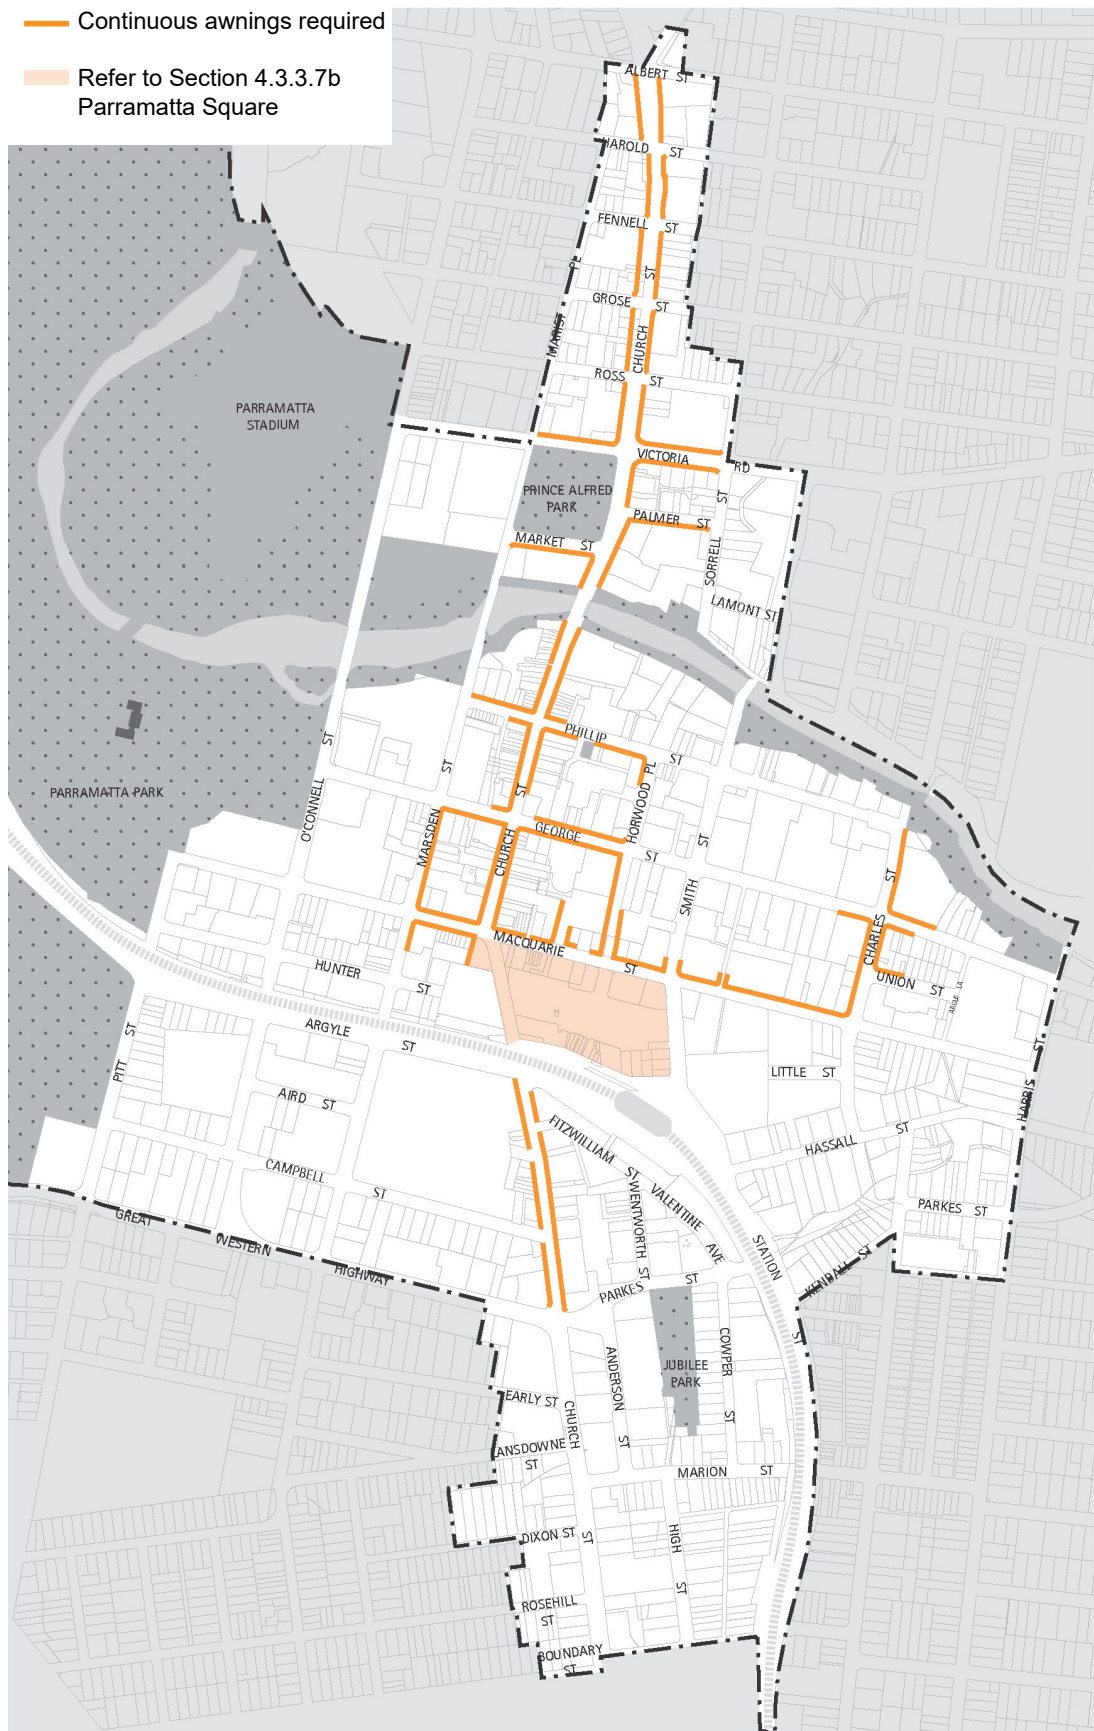 Continuous awnings required
Refer to Section 4.3.3.7b
Parramatta Square
ALBERT ST
HAROLD ST
FENNELL ST
PL
ST
GROSE ST
MARIST
CHURCH
ROSS ST
PARRAMATTA
STADIUM
VICTORIA RD
PRINCE ALFRED
PARK
ST
PALMER ST
MARKET ST
SORRELL
LAMONT ST
PHILLIP ST
ST
ST
ST
HORWOOD PL
PARRAMATTA PARK
O'CONNELL
MARSDEN
CHURCH
GEORGE ST
ST
SMITH
ST
CHARLES
MACQUARIE ST
HUNTER ST
UNION ST
ARGUS LA
ARGYLE ST
ST
PITT
LITTLE ST
ST
HARRIS
AIRD ST
FITZWILLIAM ST
HASSALL ST
CAMPBELL ST
WENTWORTH ST
VALENTINE AVE
PARKES ST
GREAT WESTERN HIGHWAY
STATION ST
KENDALL ST
PARKES ST
COWPER ST
JUBILEE
PARK
ANDERSON ST
EARLY ST
CHURCH ST
ANSDOWNE
ST
MARION ST
DIXON ST
HIGH ST
ROSEHILL
ST
BOUNDARY
ST